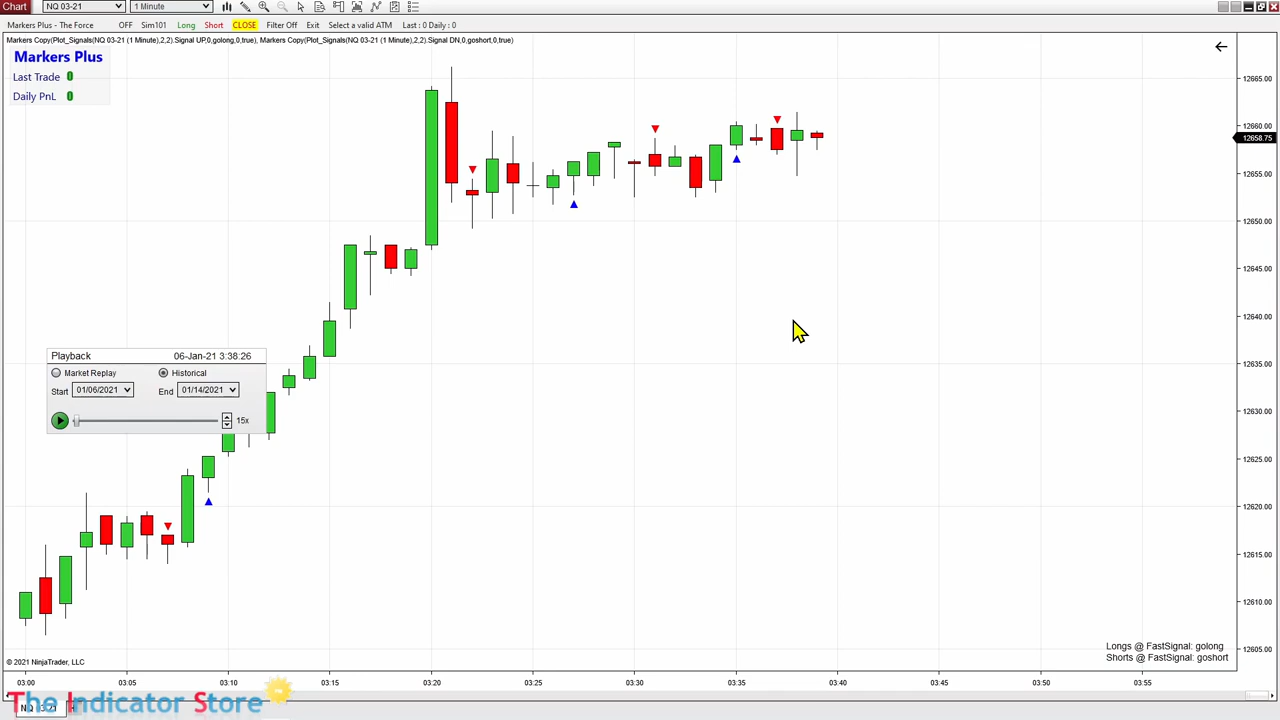 Chart NQ 03-21 1 Minute
Markers Plus - The Force OFF Sim101 Long Short CLOSE Filter Off Exit Select a valid ATM Last : 0 Daily : 0
Markers Copy(Plot_Signals(NQ 03-21 (1 Minute),2,2).Signal UP,0,golong,0,true), Markers Copy(Plot_Signals(NQ 03-21 (1 Minute),2,2).Signal DN,0,goshort,0,true)
Markers Plus
Last Trade 0
Daily PnL 0
12665.00
12660.00
12658.75
12655.00
12650.00
12645.00
12640.00
12635.00
12630.00
12625.00
12620.00
12615.00
12610.00
12605.00
Playback 06-Jan-21 3:38:26
Market Replay Historical
Start 01/06/2021 End 01/14/2021
15x
Longs @ FastSignal: golong
Shorts @ FastSignal: goshort
© 2021 NinjaTrader, LLC
03:00 03:05 03:10 03:15 03:20 03:25 03:30 03:35 03:40 03:45 03:50 03:55
The Indicator Store
NQ 03-21